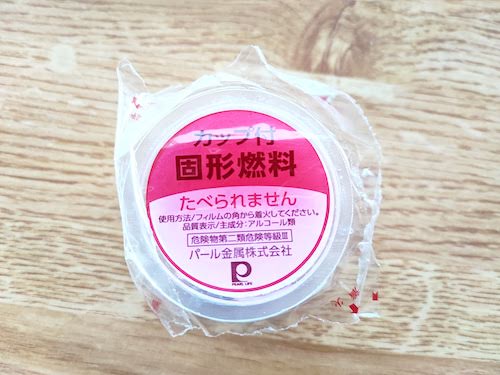 カップ付
固形燃料
たべられません
使用方法/フィルムの角から着火してください。
品質表示/主成分:アルコール類
危険物第二類危険等級Ⅲ
パール金属株式会社
PEARL LIFE